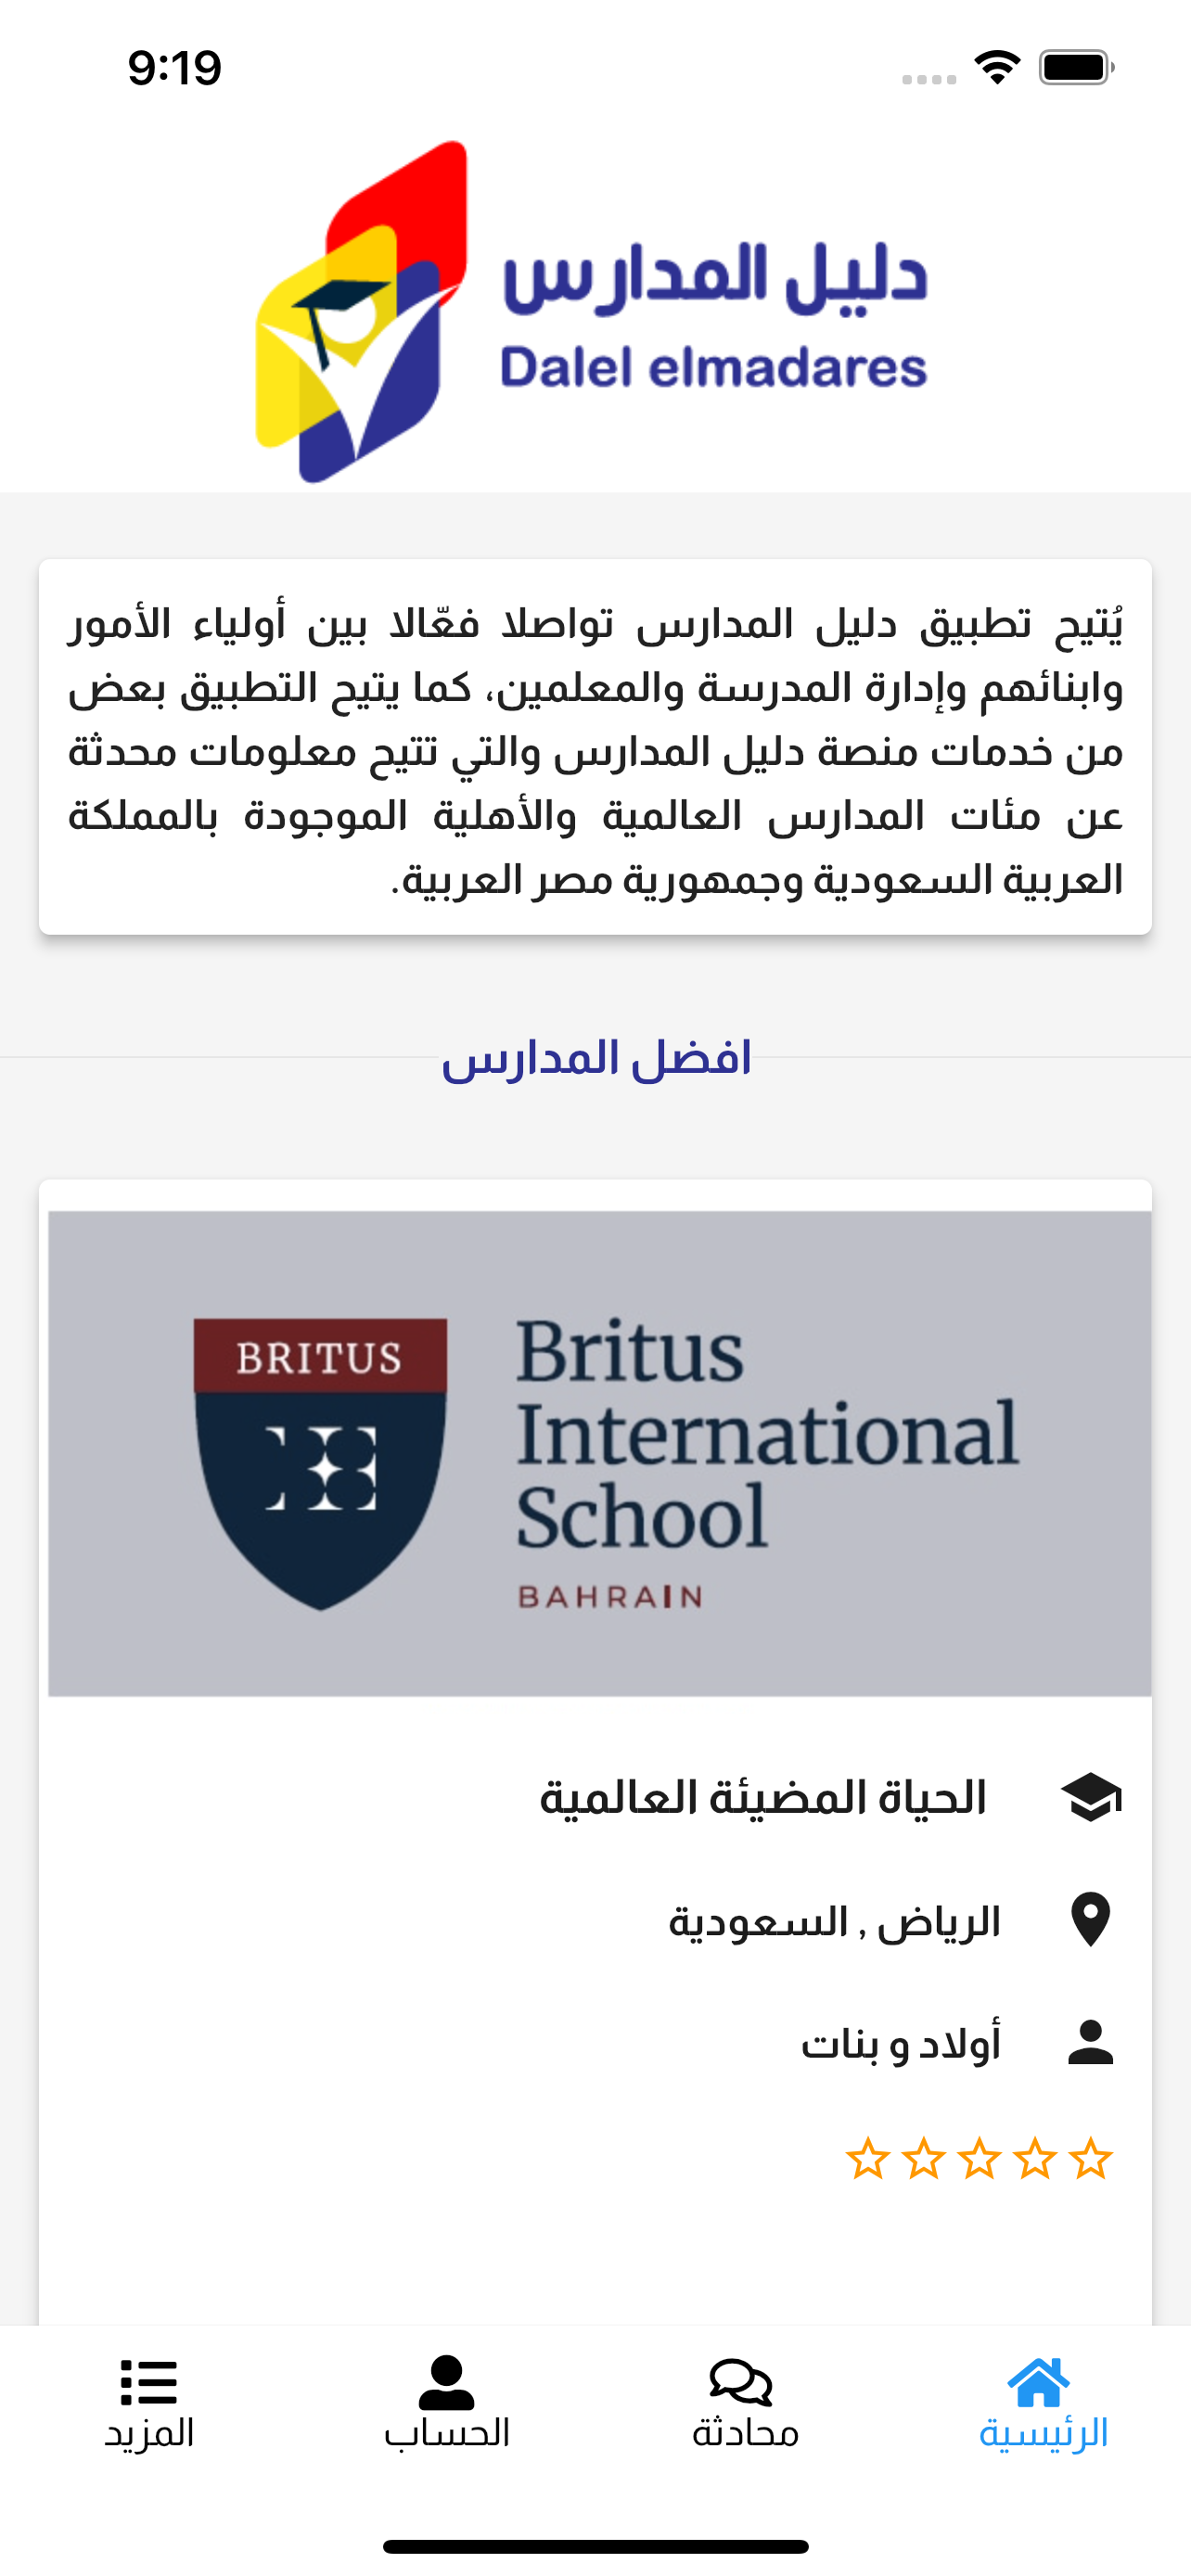 9:19
دليل المدارس
Dalel elmadares
يُتيح تطبيق دليل المدارس تواصلا فعّالا بين أولياء الأمور
وابنائهم وإدارة المدرسة والمعلمين، كما يتيح التطبيق بعض
من خدمات منصة دليل المدارس والتي تتيح معلومات محدثة
عن مئات المدارس العالمية والأهلية الموجودة بالمملكة
العربية السعودية وجمهورية مصر العربية.
افضل المدارس
BRITUS
Britus
International
School
BAHRAIN
الحياة المضيئة العالمية
الرياض , السعودية
أولاد و بنات
الرئيسية
محادثة
الحساب
المزيد